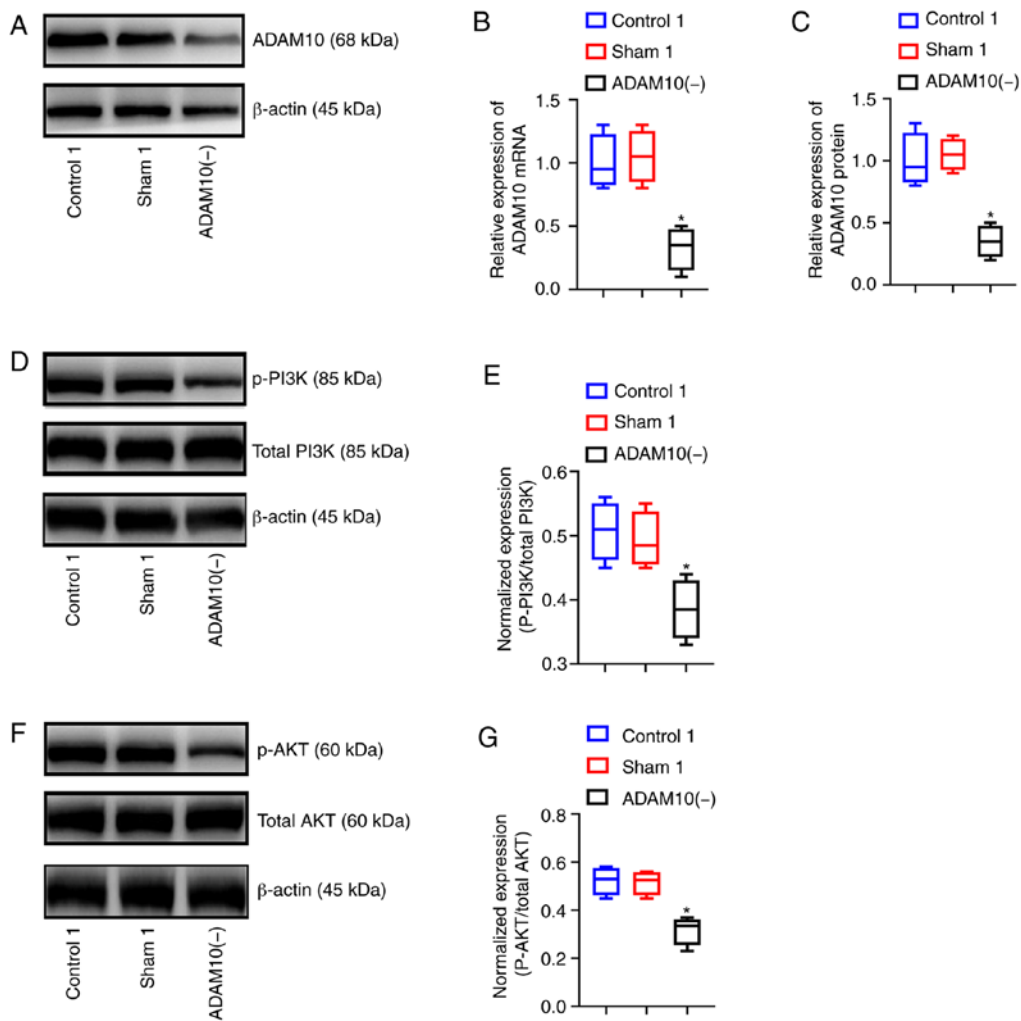 A
ADAM10 (68 kDa)
β-actin (45 kDa)
Control 1
Sham 1
ADAM10(−)
B
Control 1
Sham 1
ADAM10(−)
Relative expression of
ADAM10 mRNA
1.5
1.0
0.5
0.0
*
C
Control 1
Sham 1
ADAM10(−)
Relative expression of
ADAM10 protein
1.5
1.0
0.5
0.0
*
D
p-PI3K (85 kDa)
Total PI3K (85 kDa)
β-actin (45 kDa)
Control 1
Sham 1
ADAM10(−)
E
Control 1
Sham 1
ADAM10(−)
Normalized expression
(P-PI3K/total PI3K)
0.6
0.5
0.4
0.3
*
F
p-AKT (60 kDa)
Total AKT (60 kDa)
β-actin (45 kDa)
Control 1
Sham 1
ADAM10(−)
G
Control 1
Sham 1
ADAM10(−)
Normalized expression
(P-AKT/total AKT)
0.8
0.6
0.4
0.2
0.0
*